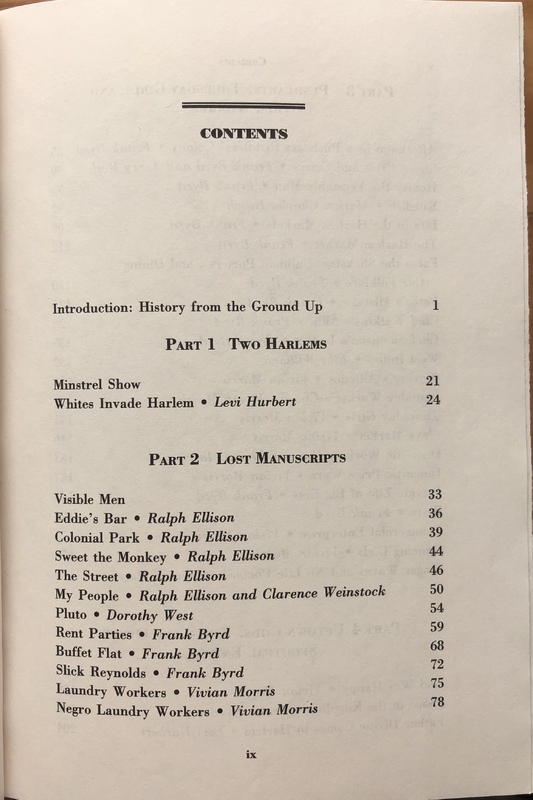 CONTENTS
Introduction: History from the Ground Up 1
PART 1 TWO HARLEMS
Minstrel Show 21
Whites Invade Harlem • Levi Hurbert 24
PART 2 LOST MANUSCRIPTS
Visible Men 33
Eddie's Bar • Ralph Ellison 36
Colonial Park • Ralph Ellison 39
Sweet the Monkey • Ralph Ellison 44
The Street • Ralph Ellison 46
My People • Ralph Ellison and Clarence Weinstock 50
Pluto • Dorothy West 54
Rent Parties • Frank Byrd 59
Buffet Flat • Frank Byrd 68
Slick Reynolds • Frank Byrd 72
Laundry Workers • Vivian Morris 75
Negro Laundry Workers • Vivian Morris 78
ix